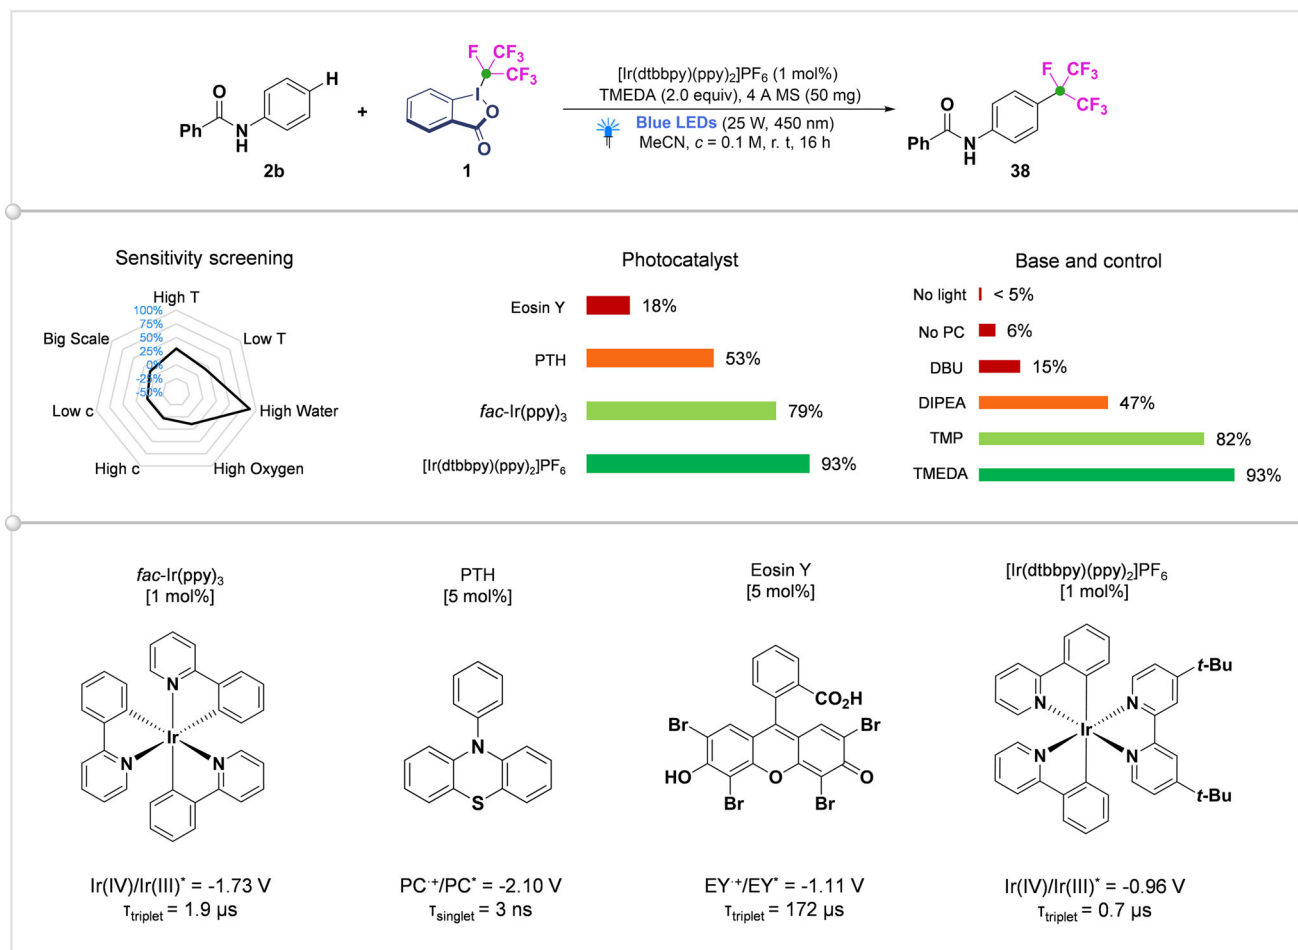 H
O
Ph
N
H
2b
+
F
CF3
CF3
I
O
O
1
[Ir(dtbbpy)(ppy)2]PF6 (1 mol%)
TMEDA (2.0 equiv), 4 A MS (50 mg)
Blue LEDs (25 W, 450 nm)
MeCN, c = 0.1 M, r. t, 16 h
F
CF3
CF3
O
Ph
N
H
38
Sensitivity screening
High T
100%
75%
50%
25%
0%
-25%
-50%
Big Scale
Low T
Low c
High Water
High c
High Oxygen
Photocatalyst
Eosin Y 18%
PTH 53%
fac-Ir(ppy)3 79%
[Ir(dtbbpy)(ppy)2]PF6 93%
Base and control
No light < 5%
No PC 6%
DBU 15%
DIPEA 47%
TMP 82%
TMEDA 93%
fac-Ir(ppy)3
[1 mol%]
N
Ir
N
N
Ir(IV)/Ir(III)* = -1.73 V
τtriplet = 1.9 µs
PTH
[5 mol%]
N
S
PC·+/PC* = -2.10 V
τsinglet = 3 ns
Eosin Y
[5 mol%]
CO2H
Br
Br
HO
O
O
Br
Br
EY·+/EY* = -1.11 V
τtriplet = 172 µs
[Ir(dtbbpy)(ppy)2]PF6
[1 mol%]
t-Bu
N
N
Ir
N
N
t-Bu
Ir(IV)/Ir(III)* = -0.96 V
τtriplet = 0.7 µs